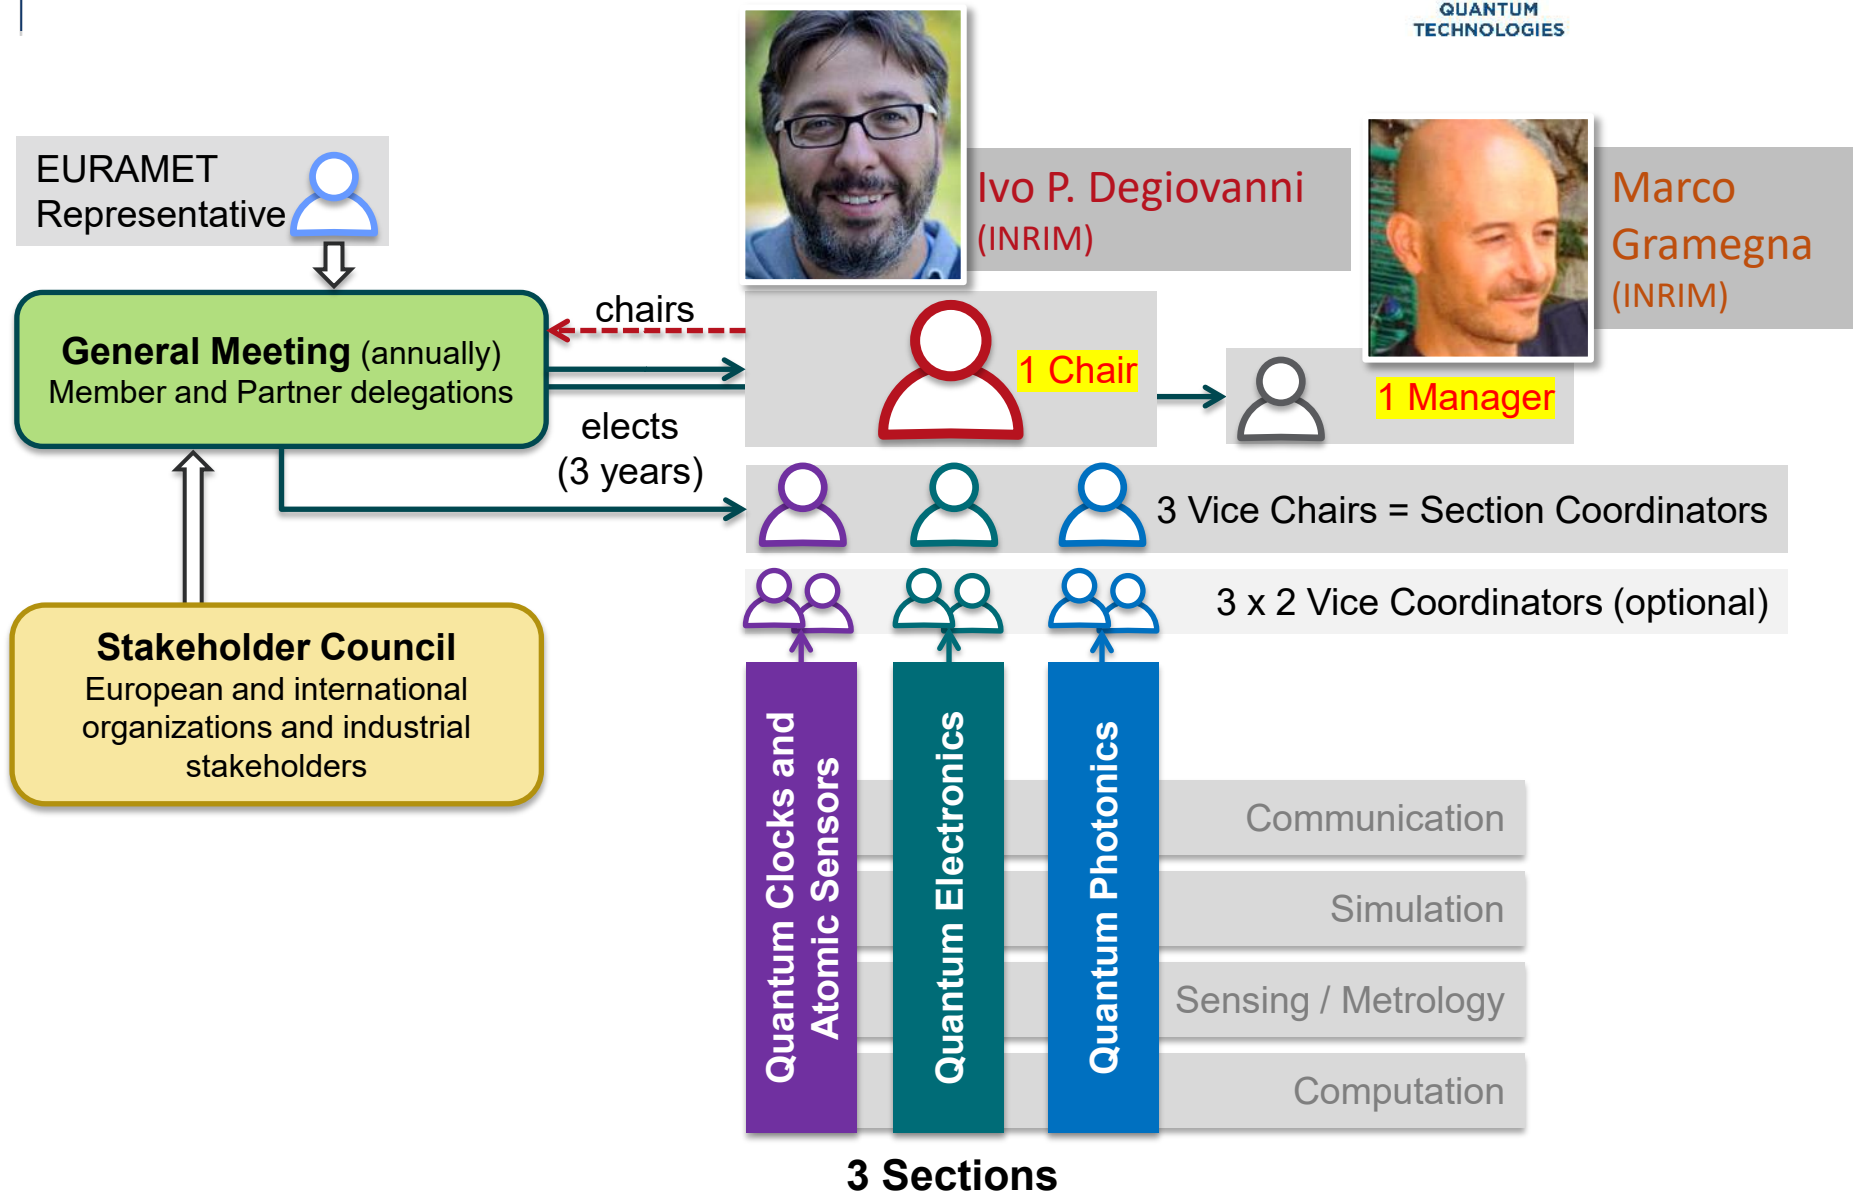 QUANTUM
TECHNOLOGIES
EURAMET
Representative
Ivo P. Degiovanni
(INRIM)
Marco
Gramegna
(INRIM)
chairs
General Meeting (annually)
Member and Partner delegations
1 Chair
1 Manager
elects
(3 years)
3 Vice Chairs = Section Coordinators
3 x 2 Vice Coordinators (optional)
Stakeholder Council
European and international
organizations and industrial
stakeholders
Quantum Clocks and
Atomic Sensors
Quantum Electronics
Quantum Photonics
Communication
Simulation
Sensing / Metrology
Computation
3 Sections